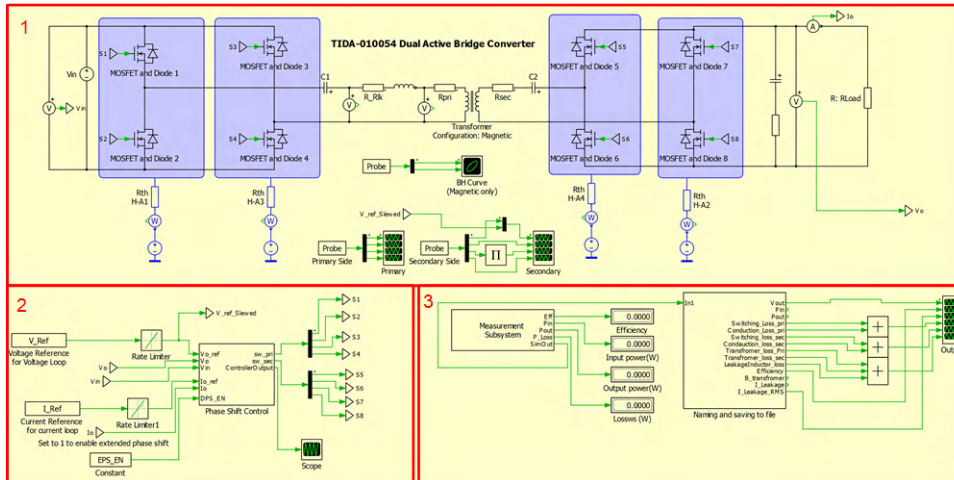 1
TIDA-010054 Dual Active Bridge Converter
S1
MOSFET and Diode 1
S3
MOSFET and Diode 3
Vin
V
Vin
S2
MOSFET and Diode 2
S4
MOSFET and Diode 4
C1
R_Rlk
V
V
Rpri
Rsec
C2
Transformer
Configuration: Magnetic
S5
MOSFET and Diode 5
S7
MOSFET and Diode 7
S6
MOSFET and Diode 6
S8
MOSFET and Diode 8
A
Io
V
R: RLoad
Vo
Rth
H-A1
W
Rth
H-A3
W
Rth
H-A4
W
Rth
H-A2
W
Probe
BH Curve
(Magnetic only)
V_ref_Slewed
Probe
Primary Side
Primary
Probe
Secondary Side
Π
Secondary
2
V_Ref
Voltage Reference
for Voltage Loop
Rate Limiter
V_ref_Slewed
Vo
Vin
I_Ref
Current Reference
for current loop
Rate Limiter1
Io
Set to 1 to enable extended phase shift
EPS_EN
Constant
Vo_ref
Vo
Vin
Io_ref
Io
DPS_EN
sw_pri
sw_sec
ControllerOutput
Phase Shift Control
S1
S2
S3
S4
S5
S6
S7
S8
Scope
3
Measurement
Subsystem
Eff
Pin
Pout
P_Loss
SimOut
0.0000
Efficiency
0.0000
Input power(W)
0.0000
Output power(W)
0.0000
Lossws (W)
In1
Vout
Pin
Pout
Switching_Loss_pri
Conduction_Loss_pri
Switching_loss_sec
Condauction_loss_sec
Transfromer_loss_Pri
Transfromer_loss_sec
LeakageInductor_loss
Efficiency
B_transfromer
I_Leakage
I_Leakage_RMS
Naming and saving to file
+
+
+
Outp